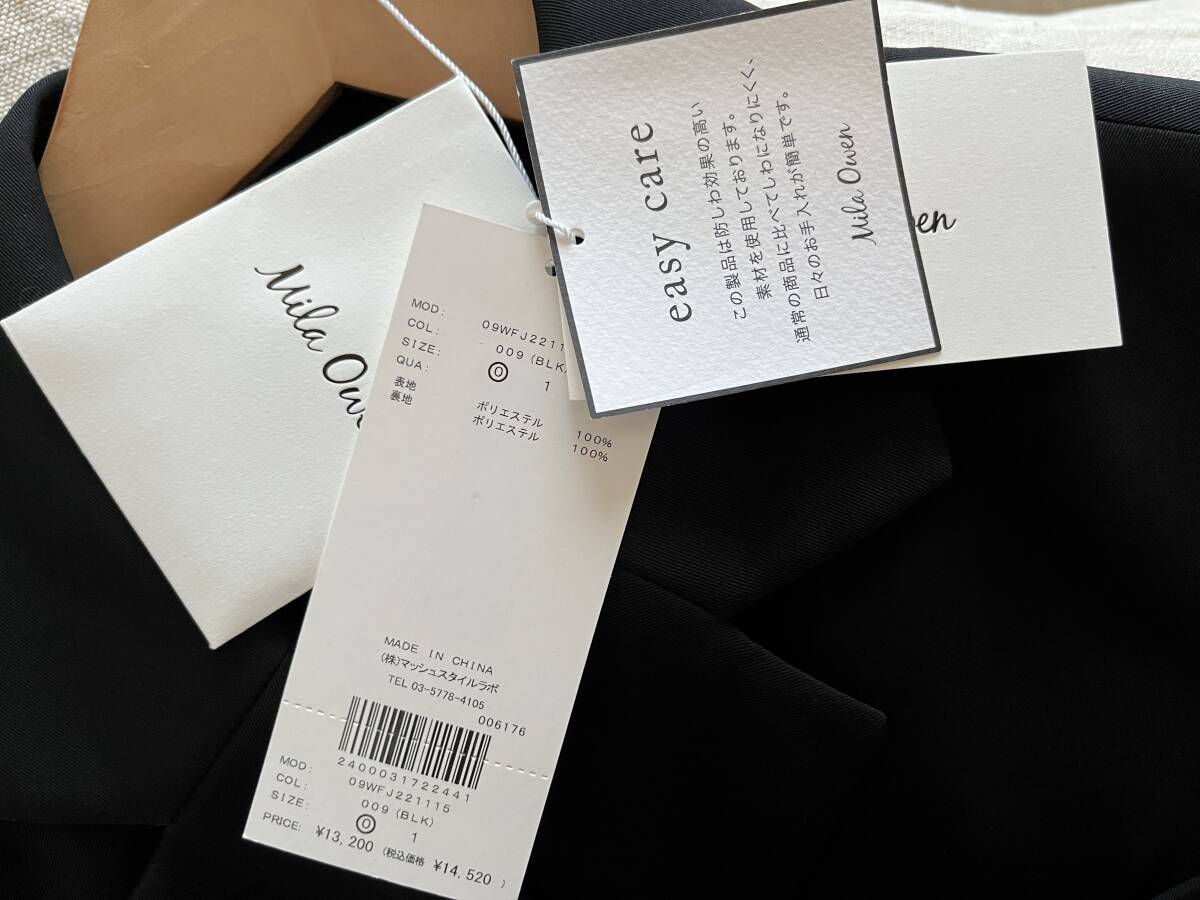 Mila Owen
easy care
この製品は防しわ効果の高い
素材を使用しております。
通常の商品に比べてしわになりにくく、
日々のお手入れが簡単です。
Mila Owen
wen
MOD: 09WFJ2211
COL: 009 (BLK)
SIZE: 0 1
QUA:
表地 ポリエステル 100%
裏地 ポリエステル 100%
MADE IN CHINA
(株)マッシュスタイルラボ
TEL 03-5778-4105
006176
2400031722441
MOD: 09WFJ221115
COL: 009 (BLK)
SIZE: 0 1
PRICE: ¥13,200 (税込価格 ¥14,520 )